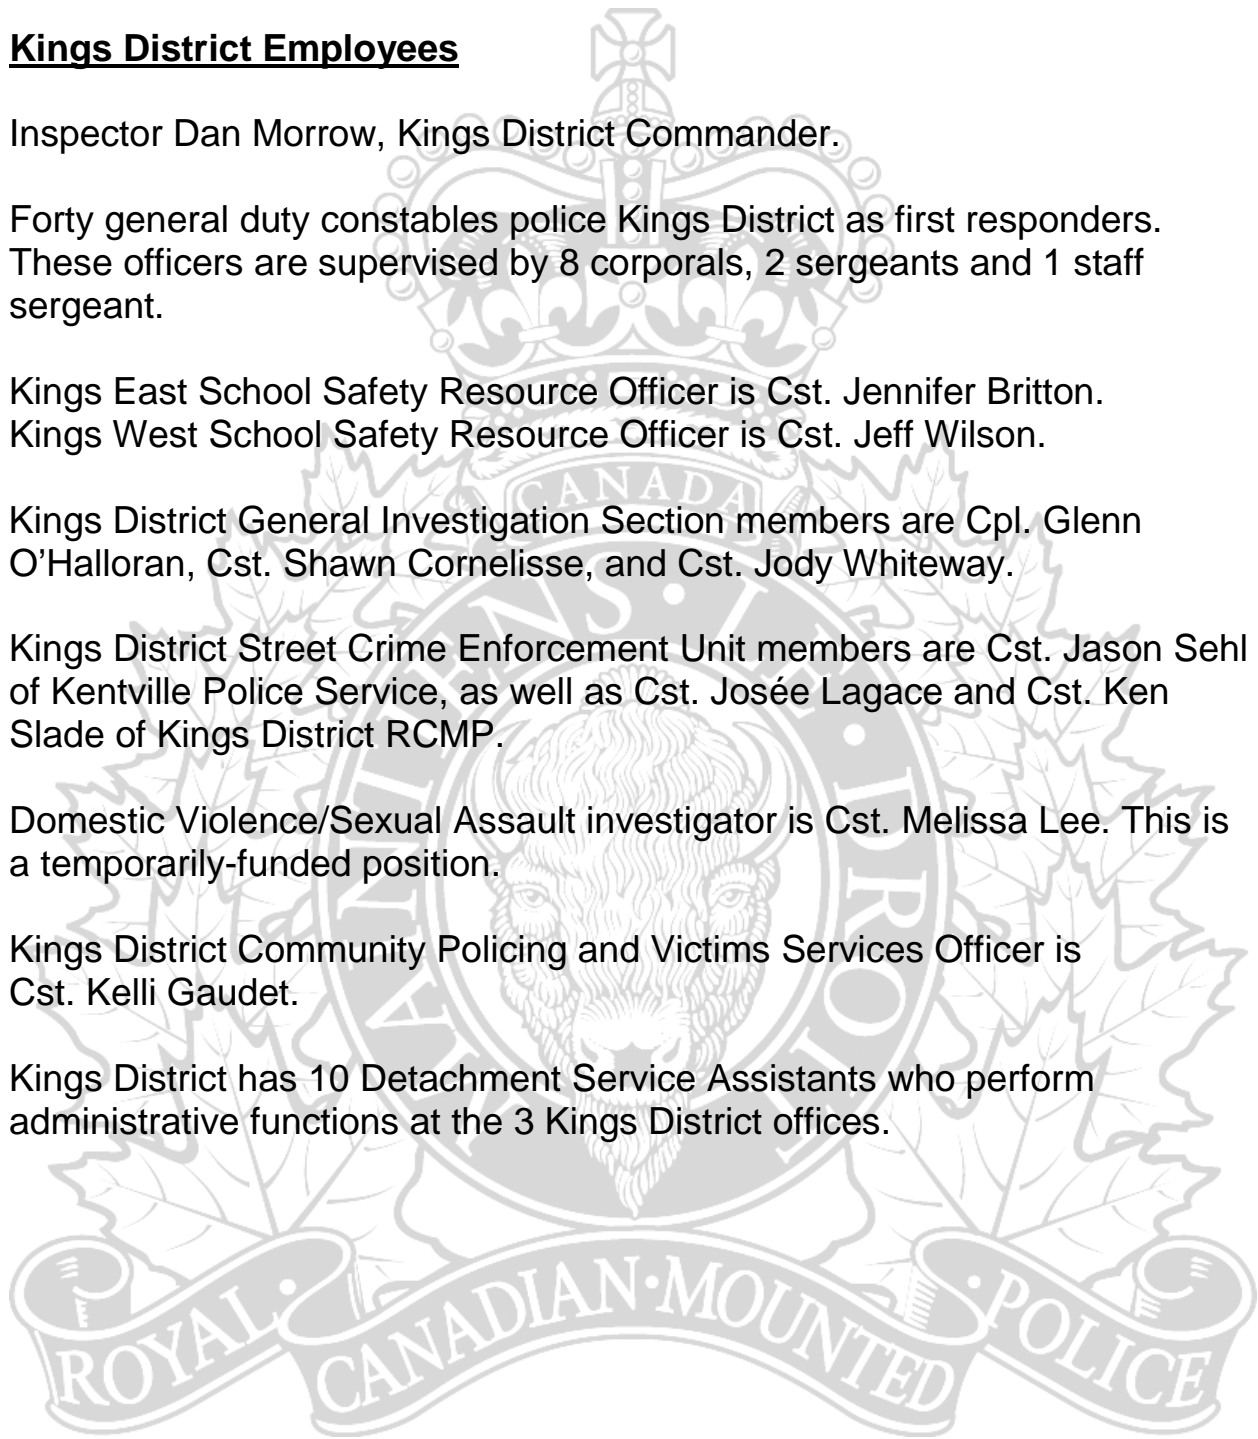 Kings District Employees
Inspector Dan Morrow, Kings District Commander.
Forty general duty constables police Kings District as first responders.
These officers are supervised by 8 corporals, 2 sergeants and 1 staff
sergeant.
Kings East School Safety Resource Officer is Cst. Jennifer Britton.
Kings West School Safety Resource Officer is Cst. Jeff Wilson.
CANADA
Kings District General Investigation Section members are Cpl. Glenn
O’Halloran, Cst. Shawn Cornelisse, and Cst. Jody Whiteway.
Kings District Street Crime Enforcement Unit members are Cst. Jason Sehl
of Kentville Police Service, as well as Cst. Josée Lagace and Cst. Ken
Slade of Kings District RCMP.
Domestic Violence/Sexual Assault investigator is Cst. Melissa Lee. This is
a temporarily-funded position.
Kings District Community Policing and Victims Services Officer is
Cst. Kelli Gaudet.
Kings District has 10 Detachment Service Assistants who perform
administrative functions at the 3 Kings District offices.
MAINTIENS · LE · DROIT
ROYAL · CANADIAN · MOUNTED · POLICE